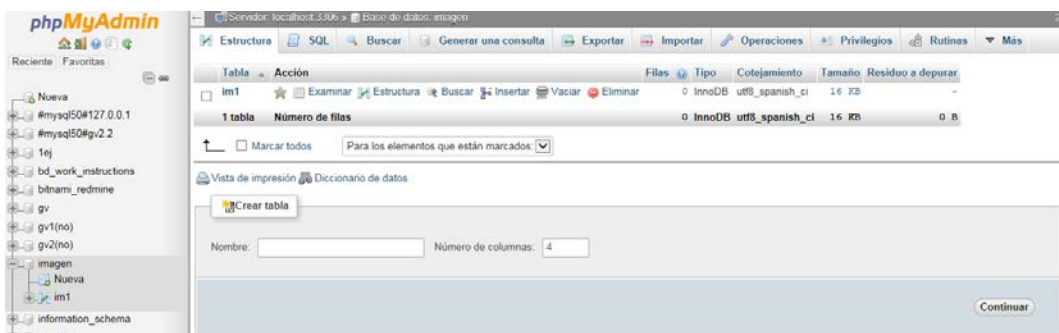 phpMyAdmin
Reciente Favoritas
Nueva
#mysql50#127.0.0.1
#mysql50#gv2.2
1ej
bd_work_instructions
bitnami_redmine
gv
gv1(no)
gv2(no)
imagen
Nueva
im1
information_schema
Servidor: localhost:3306 » Base de datos: imagen
Estructura SQL Buscar Generar una consulta Exportar Importar Operaciones Privilegios Rutinas Más
Tabla Acción Filas Tipo Cotejamiento Tamaño Residuo a depurar
im1 Examinar Estructura Buscar Insertar Vaciar Eliminar 0 InnoDB utf8_spanish_ci 16 KB -
1 tabla Número de filas 0 InnoDB utf8_spanish_ci 16 KB 0 B
Marcar todos Para los elementos que están marcados:
Vista de impresión Diccionario de datos
Crear tabla
Nombre: Número de columnas: 4
Continuar